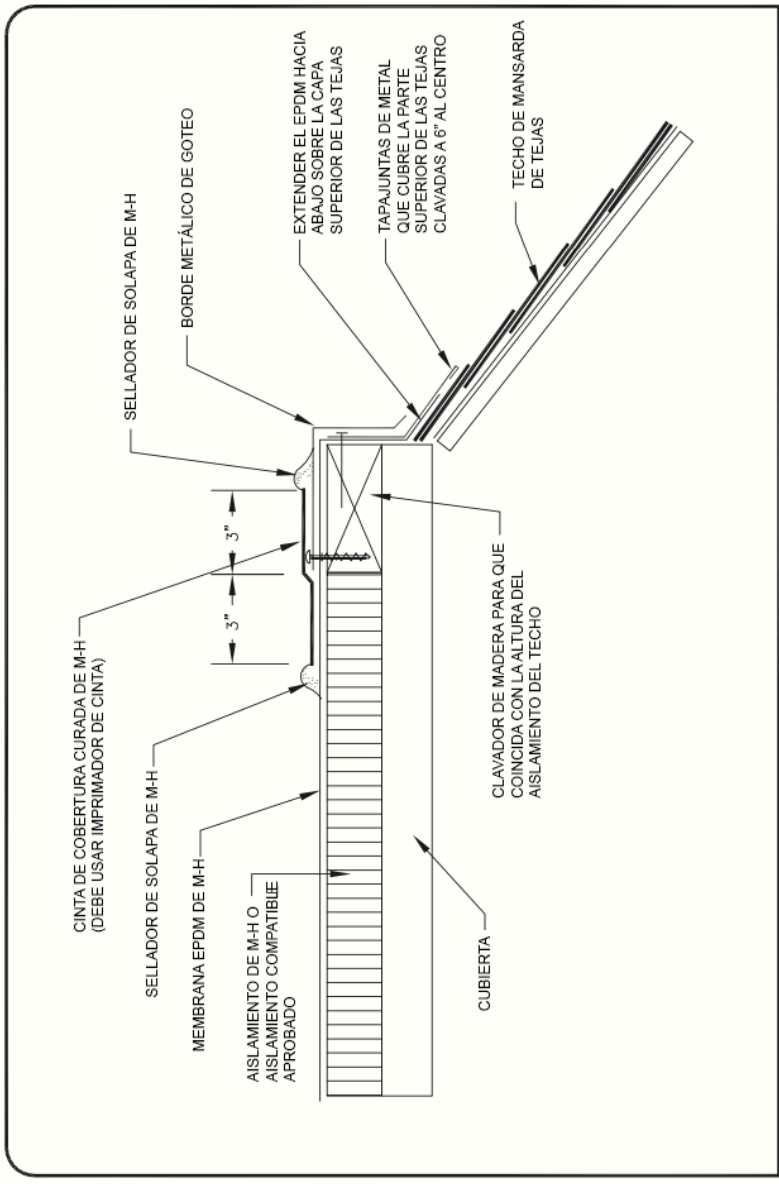 CINTA DE COBERTURA CURADA DE M-H
(DEBE USAR IMPRIMADOR DE CINTA)
SELLADOR DE SOLAPA DE M-H
MEMBRANA EPDM DE M-H
AISLAMIENTO DE M-H O
AISLAMIENTO COMPATIBLE
APROBADO
3"
3"
SELLADOR DE SOLAPA DE M-H
BORDE METÁLICO DE GOTEO
EXTENDER EL EPDM HACIA
ABAJO SOBRE LA CAPA
SUPERIOR DE LAS TEJAS
TAPAJUNTAS DE METAL
QUE CUBRE LA PARTE
SUPERIOR DE LAS TEJAS
CLAVADAS A 6" AL CENTRO
TECHO DE MANSARDA
DE TEJAS
CLAVADOR DE MADERA PARA QUE
COINCIDA CON LA ALTURA DEL
AISLAMIENTO DEL TECHO
CUBIERTA